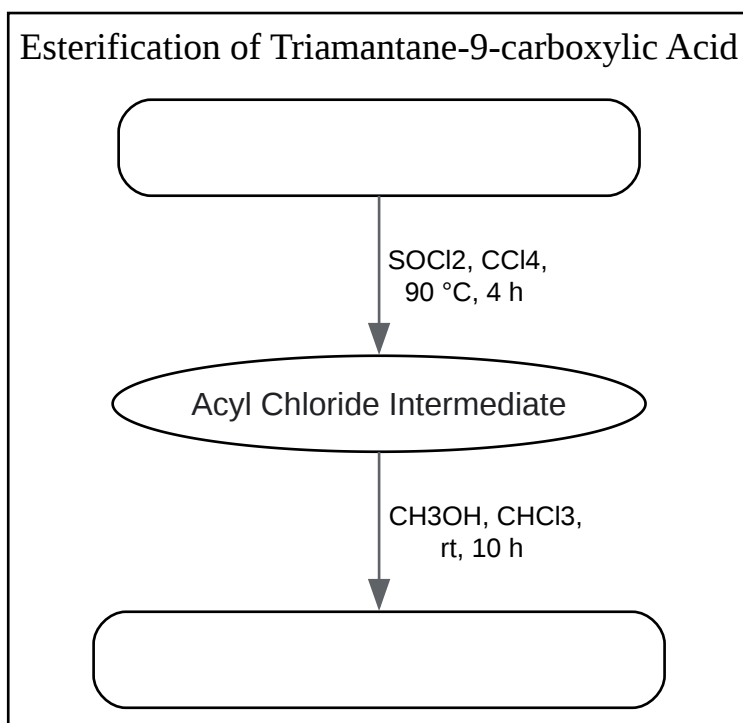 Esterification of Triamantane-9-carboxylic Acid
SOCl2, CCl4,
90 °C, 4 h
Acyl Chloride Intermediate
CH3OH, CHCl3,
rt, 10 h